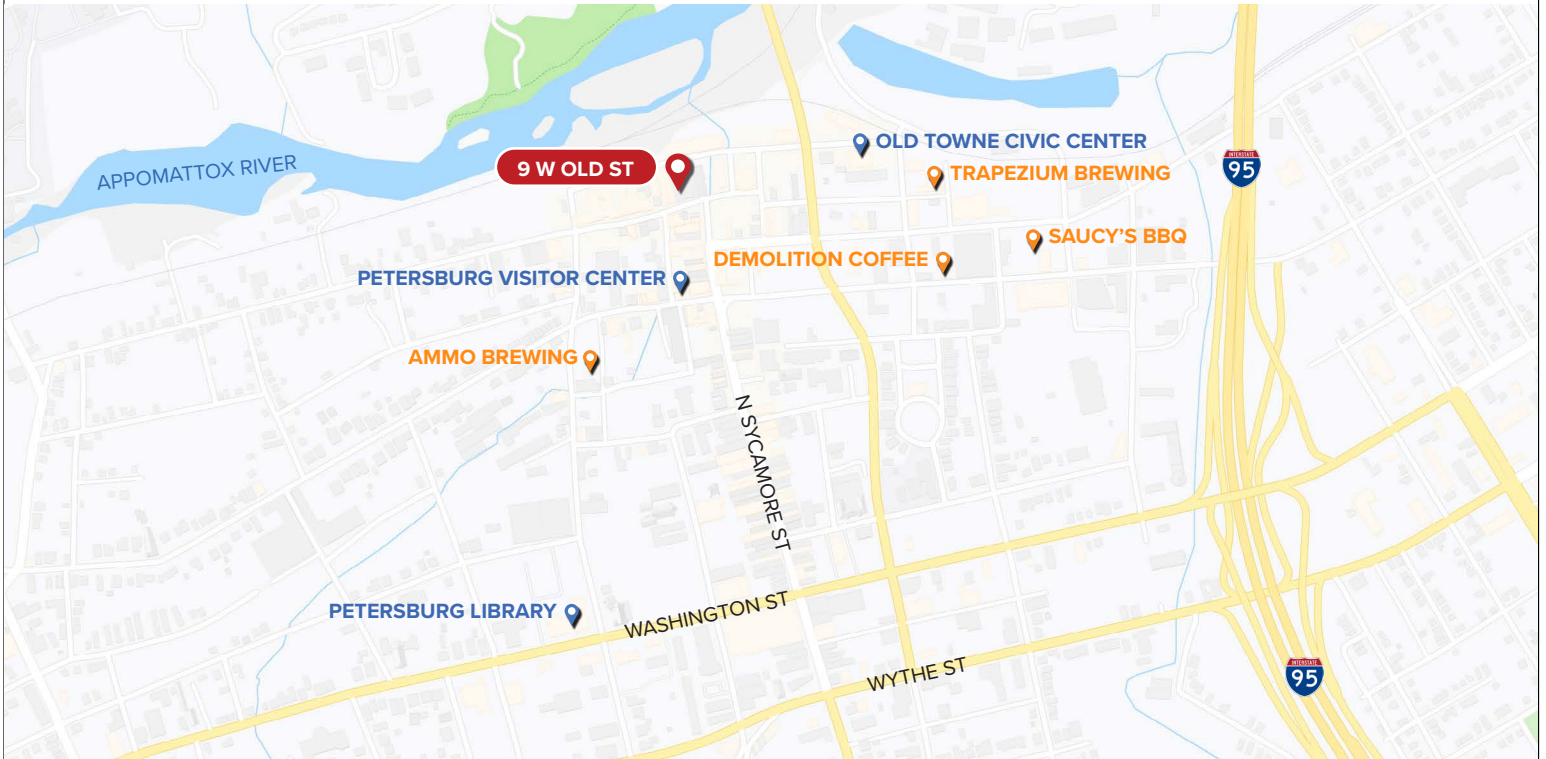 OLD TOWNE CIVIC CENTER
INTERSTATE
95
APPOMATTOX RIVER
9 W OLD ST
TRAPEZIUM BREWING
SAUCY'S BBQ
DEMOLITION COFFEE
PETERSBURG VISITOR CENTER
AMMO BREWING
N SYCAMORE ST
PETERSBURG LIBRARY
WASHINGTON ST
WYTHE ST
INTERSTATE
95